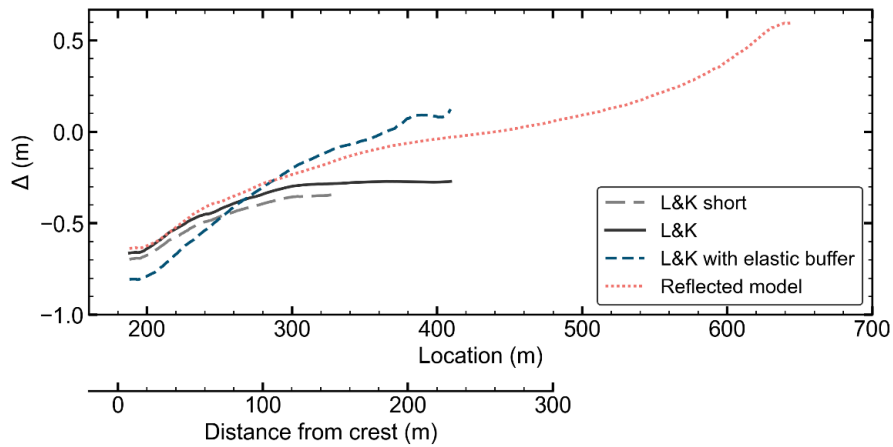 0.5
0.0
−0.5
−1.0
Δ (m)
L&K short
L&K
L&K with elastic buffer
Reflected model
200 300 400 500 600 700
Location (m)
0 100 200 300
Distance from crest (m)